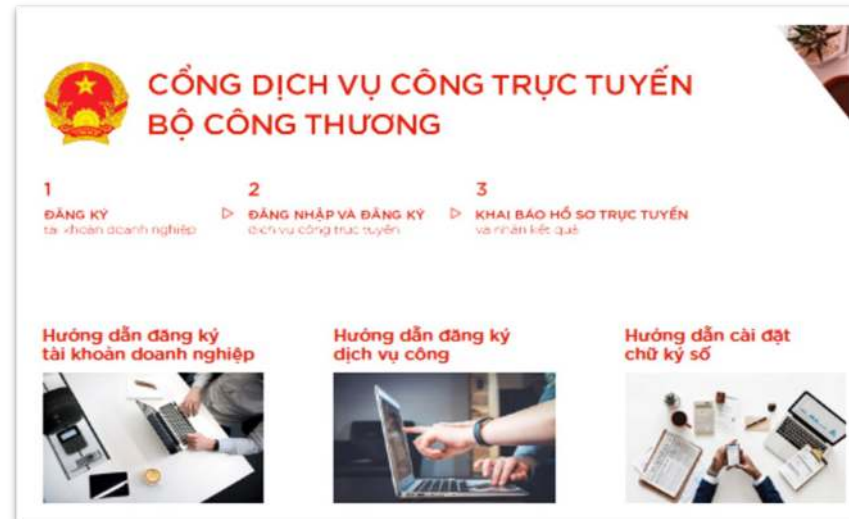 CỔNG DỊCH VỤ CÔNG TRỰC TUYẾN
BỘ CÔNG THƯƠNG
1
ĐĂNG KÝ
tài khoản doanh nghiệp
2
ĐĂNG NHẬP VÀ ĐĂNG KÝ
dịch vụ công trực tuyến
3
KHAI BÁO HỒ SƠ TRỰC TUYẾN
và nhận kết quả
Hướng dẫn đăng ký
tài khoản doanh nghiệp
Hướng dẫn đăng ký
dịch vụ công
Hướng dẫn cài đặt
chữ ký số